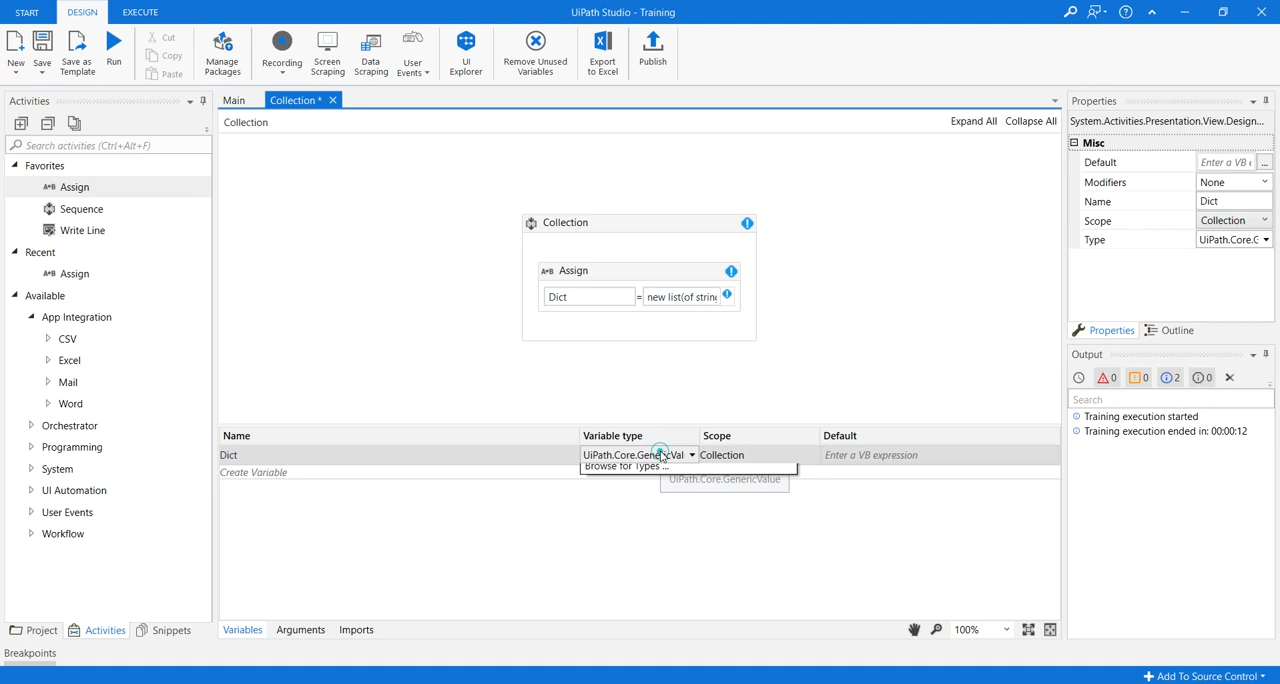 START DESIGN EXECUTE UiPath Studio - Training
New Save Save as Template Run Cut Copy Paste Manage Packages Recording Screen Scraping Data Scraping User Events UI Explorer Remove Unused Variables Export to Excel Publish
Activities
Search activities (Ctrl+Alt+F)
Favorites
A+B Assign
Sequence
Write Line
Recent
A+B Assign
Available
App Integration
CSV
Excel
Mail
Word
Orchestrator
Programming
System
UI Automation
User Events
Workflow
Project Activities Snippets
Breakpoints
Main Collection *
Collection Expand All Collapse All
Collection
A+B Assign
Dict = new list(of string
Name Variable type Scope Default
Dict UiPath.Core.GenericVal Collection Enter a VB expression
Create Variable Browse for Types ...
UiPath.Core.GenericValue
Variables Arguments Imports 100%
Properties
System.Activities.Presentation.View.Design...
Misc
Default Enter a VB e ...
Modifiers None
Name Dict
Scope Collection
Type UiPath.Core.G
Properties Outline
Output
0 0 2 0
Search
Training execution started
Training execution ended in: 00:00:12
Add To Source Control